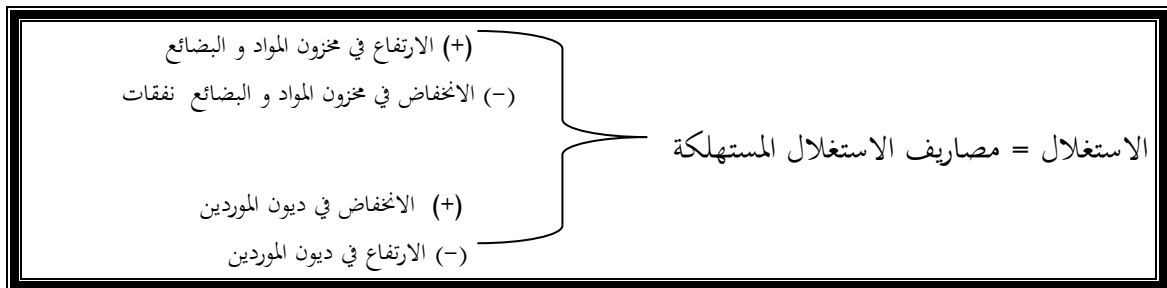 (+) الارتفاع في مخزون المواد و البضائع
(−) الانخفاض في مخزون المواد و البضائع نفقات
الاستغلال = مصاريف الاستغلال المستهلكة
(+) الانخفاض في ديون الموردين
(−) الارتفاع في ديون الموردين